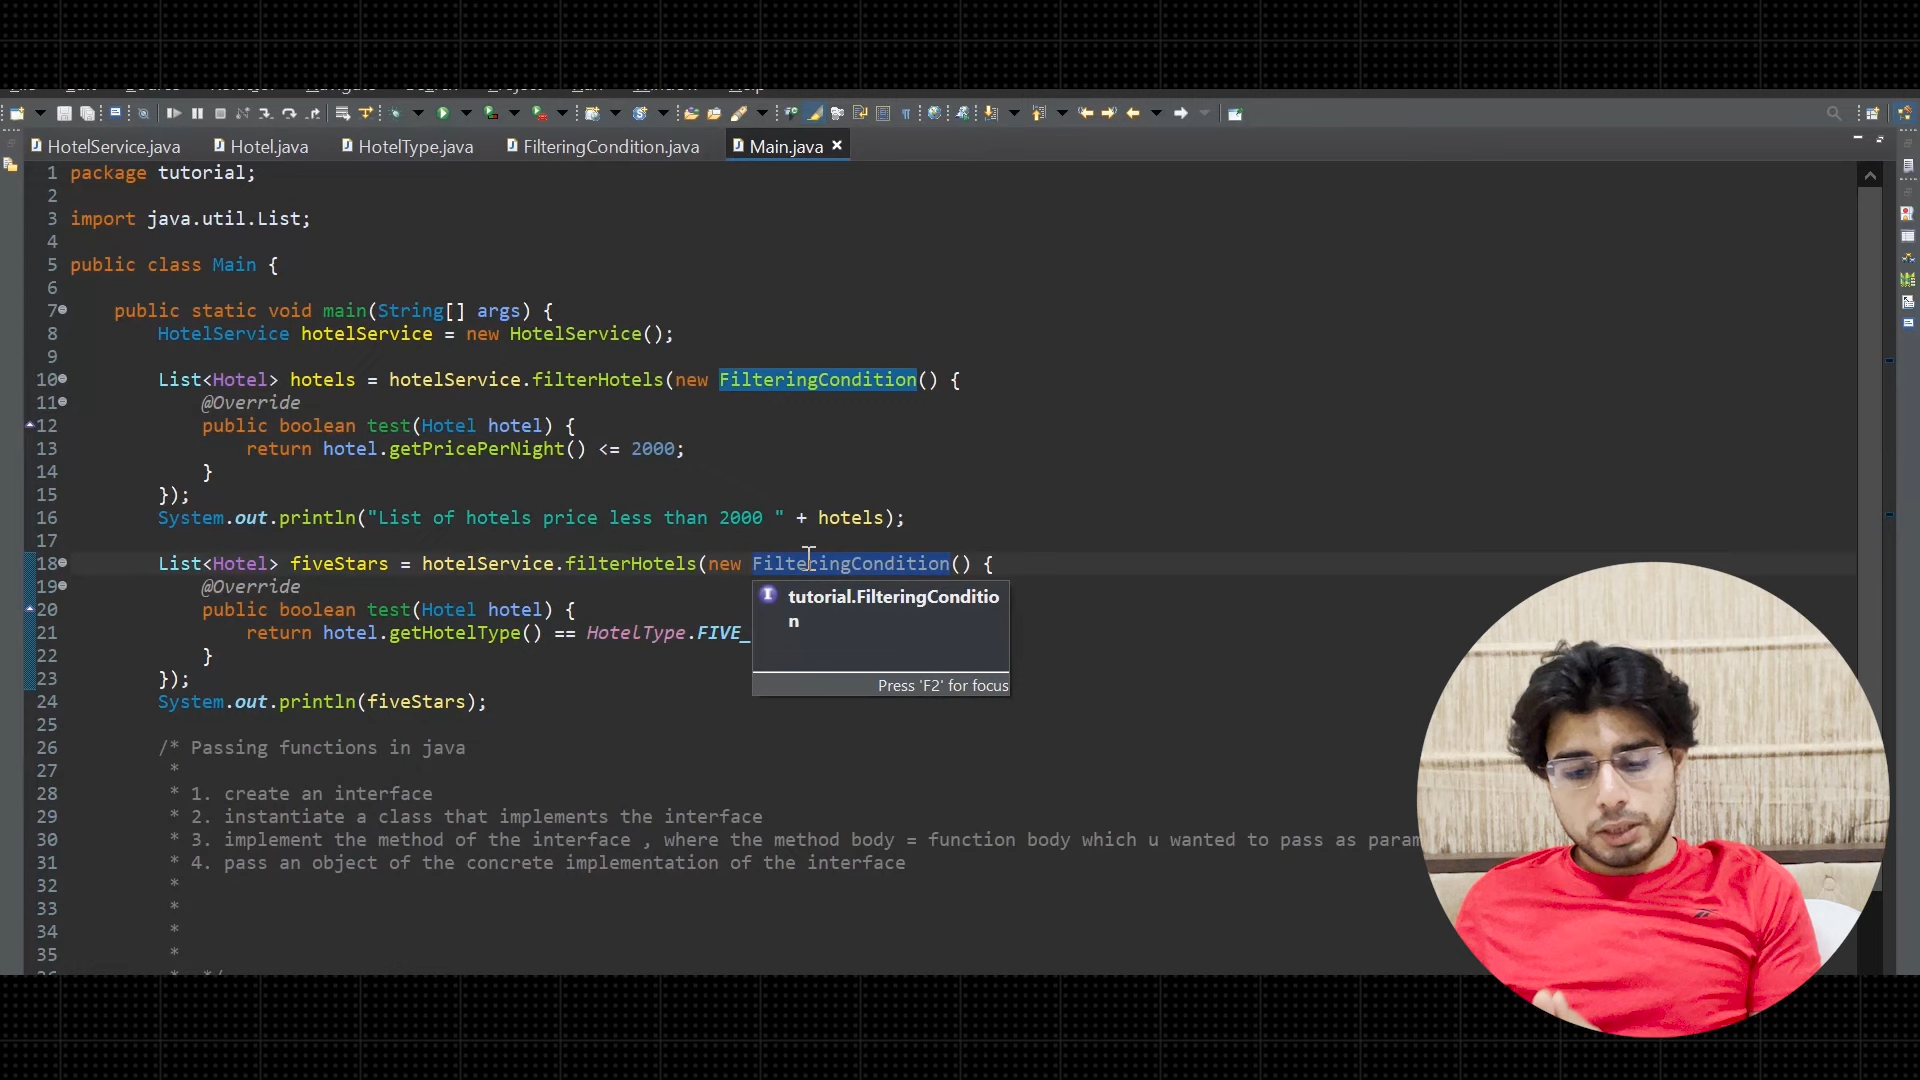 HotelService.java Hotel.java HotelType.java FilteringCondition.java Main.java
1 package tutorial;
2
3 import java.util.List;
4
5 public class Main {
6
7 public static void main(String[] args) {
8 HotelService hotelService = new HotelService();
9
10 List<Hotel> hotels = hotelService.filterHotels(new FilteringCondition() {
11 @Override
12 public boolean test(Hotel hotel) {
13 return hotel.getPricePerNight() <= 2000;
14 }
15 });
16 System.out.println("List of hotels price less than 2000 " + hotels);
17
18 List<Hotel> fiveStars = hotelService.filterHotels(new FilteringCondition() {
19 @Override
20 public boolean test(Hotel hotel) {
21 return hotel.getHotelType() == HotelType.FIVE_
22 }
23 });
24 System.out.println(fiveStars);
25
26 /* Passing functions in java
27 *
28 * 1. create an interface
29 * 2. instantiate a class that implements the interface
30 * 3. implement the method of the interface , where the method body = function body which u wanted to pass as param
31 * 4. pass an object of the concrete implementation of the interface
32 *
33 *
34 *
35 *
* */
I tutorial.FilteringConditio
n
Press 'F2' for focus